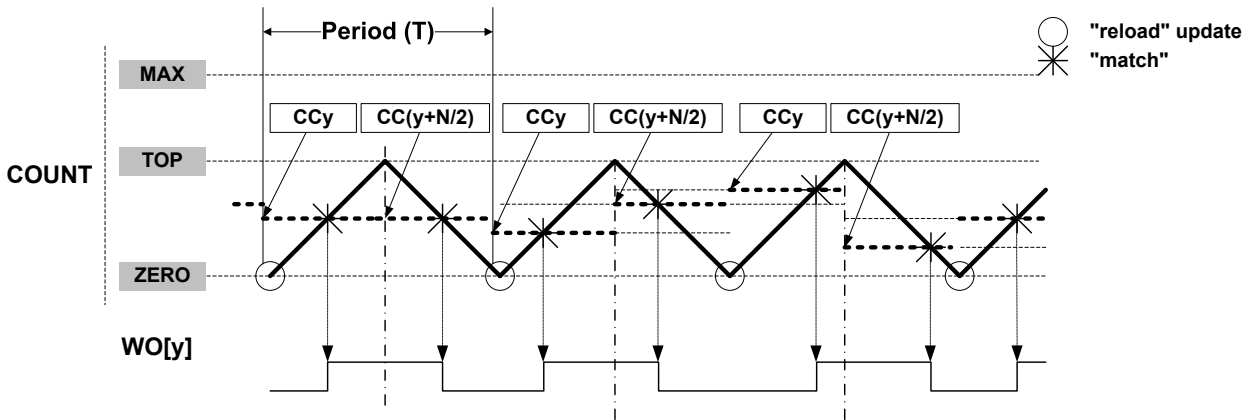 Period (T)
"reload" update
"match"
MAX
CCy
CC(y+N/2)
CCy
CC(y+N/2)
CCy
CC(y+N/2)
COUNT
TOP
ZERO
WO[y]